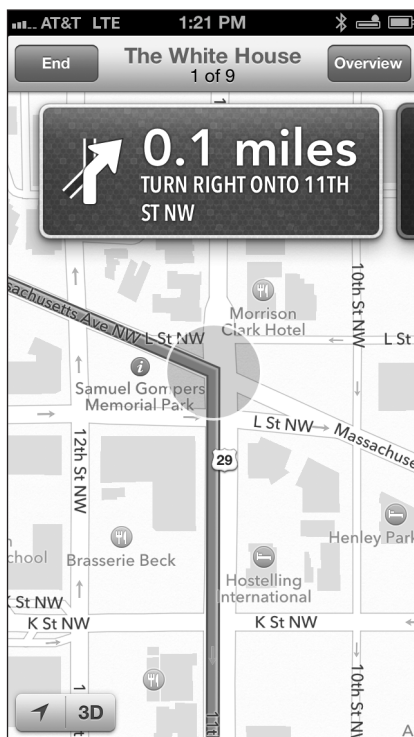 AT&T LTE 1:21 PM
End
The White House
1 of 9
Overview
0.1 miles
TURN RIGHT ONTO 11TH
ST NW
10th St NW
Morrison
Clark Hotel
sachusetts Ave NW
L St NW
L St
Samuel Gompers
Memorial Park
L St NW
Massachuse
12th St NW
29
Henley Park
chool
Brasserie Beck
Hostelling
International
K St NW
K St NW
K St NW
10th St NW
11th
3D